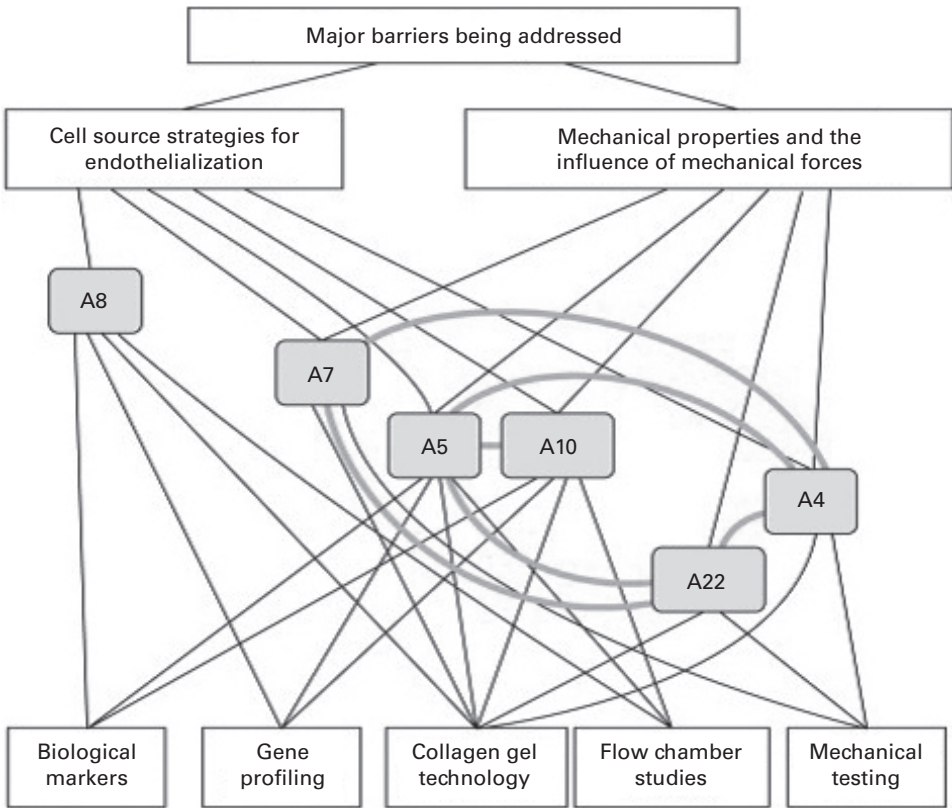 Major barriers being addressed
Cell source strategies for
endothelialization
Mechanical properties and the
influence of mechanical forces
A8
A7
A5
A10
A4
A22
Biological
markers
Gene
profiling
Collagen gel
technology
Flow chamber
studies
Mechanical
testing